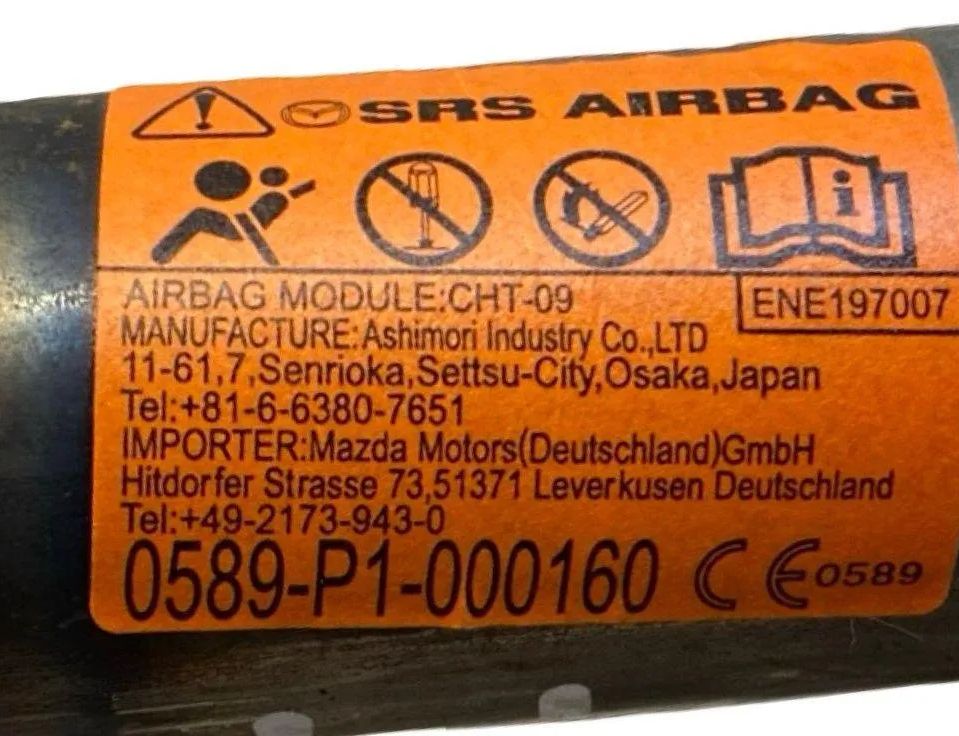 SRS AIRBAG
AIRBAG MODULE:CHT-09
ENE197007
MANUFACTURE:Ashimori Industry Co.,LTD
11-61,7,Senrioka,Settsu-City,Osaka,Japan
Tel:+81-6-6380-7651
IMPORTER:Mazda Motors(Deutschland)GmbH
Hitdorfer Strasse 73,51371 Leverkusen Deutschland
Tel:+49-2173-943-0
0589-P1-000160 CE 0589